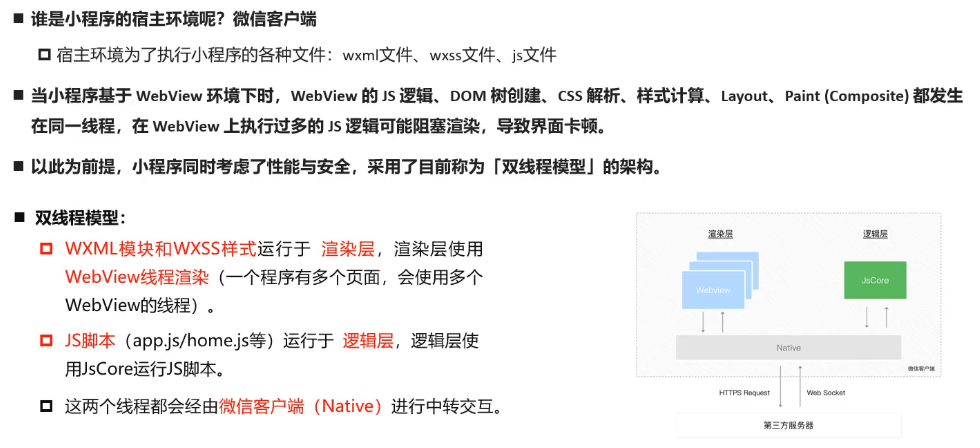 谁是小程序的宿主环境呢？微信客户端
宿主环境为了执行小程序的各种文件：wxml文件、wxss文件、js文件
当小程序基于 WebView 环境下时，WebView 的 JS 逻辑、DOM 树创建、CSS 解析、样式计算、Layout、Paint (Composite) 都发生
在同一线程，在 WebView 上执行过多的 JS 逻辑可能阻塞渲染，导致界面卡顿。
以此为前提，小程序同时考虑了性能与安全，采用了目前称为「双线程模型」的架构。
双线程模型：
WXML模块和WXSS样式运行于 渲染层，渲染层使用
WebView线程渲染（一个程序有多个页面，会使用多个
WebView的线程）。
JS脚本（app.js/home.js等）运行于 逻辑层，逻辑层使
用JsCore运行JS脚本。
这两个线程都会经由微信客户端（Native）进行中转交互。
渲染层
逻辑层
Webview
JsCore
Native
微信客户端
HTTPS Request
Web Socket
第三方服务器